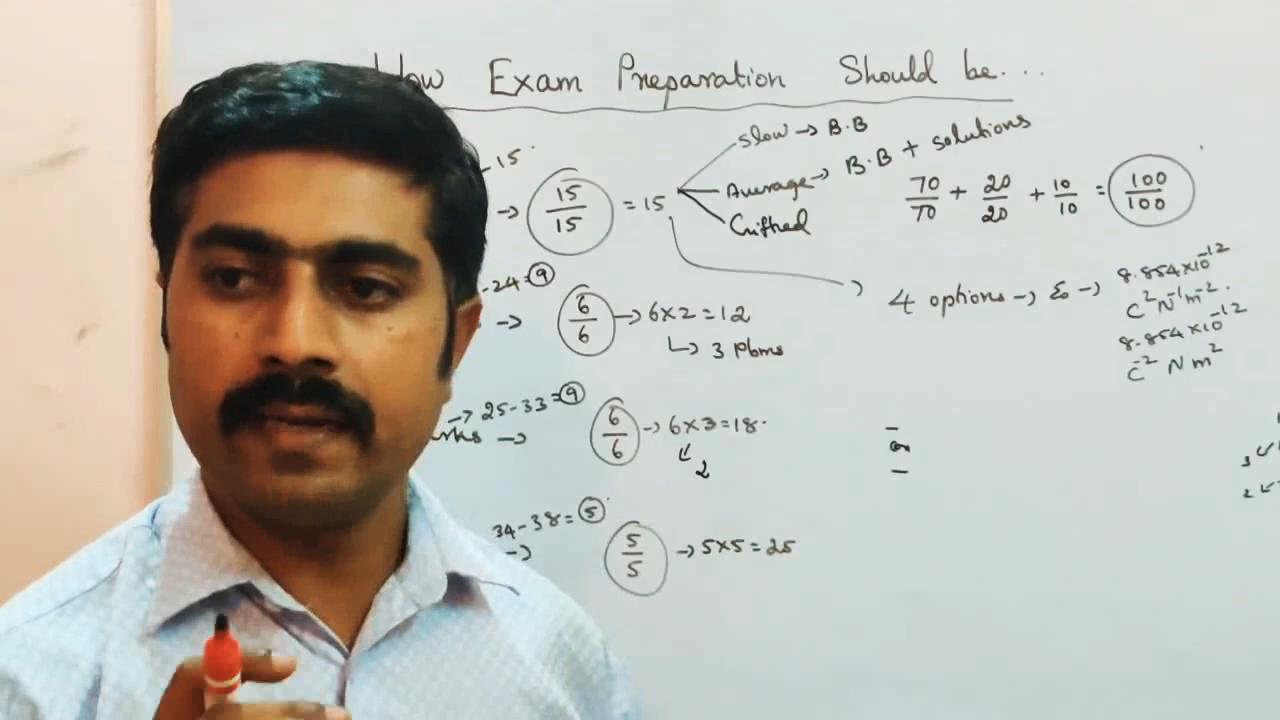 How Exam Preparation Should be...
-15
→ 15/15 = 15
slow → B.B
Average → B.B + solutions
Gifted
70/70 + 20/20 + 10/10 = 100/100
-24 = 9
→ 6/6 → 6×2 = 12
↳ 3 Pbms
4 options → ε₀ → 8.854×10⁻¹²
C²N⁻¹m⁻².
8.854×10⁻¹²
C⁻² N m²
→ 25-33 = 9
→ 6/6 → 6×3 = 18.
2
34-38 = 5
→ 5/5 → 5×5 = 25